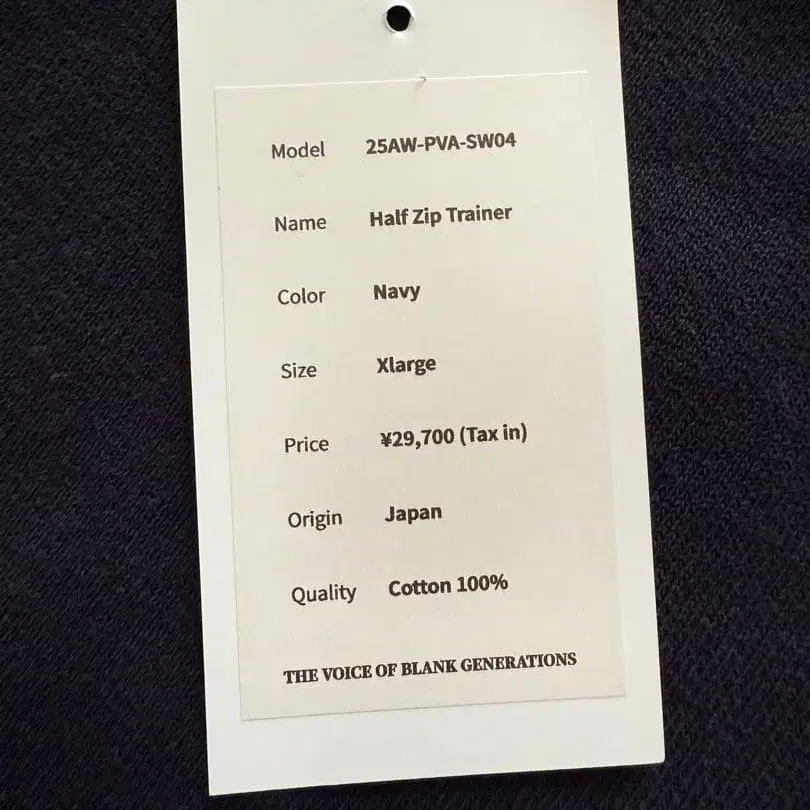 Model 25AW-PVA-SW04
Name Half Zip Trainer
Color Navy
Size Xlarge
Price ¥29,700 (Tax in)
Origin Japan
Quality Cotton 100%
THE VOICE OF BLANK GENERATIONS